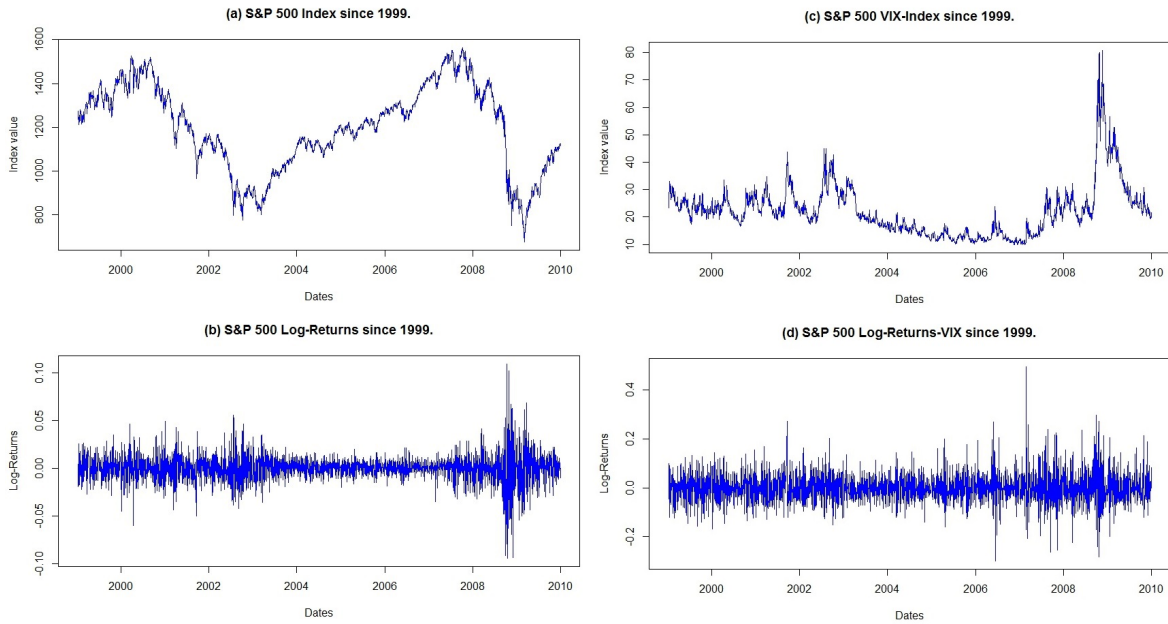 (a) S&P 500 Index since 1999.
Index value
1600
1400
1200
1000
800
2000 2002 2004 2006 2008 2010
Dates
(c) S&P 500 VIX-Index since 1999.
Index value
80
70
60
50
40
30
20
10
2000 2002 2004 2006 2008 2010
Dates
(b) S&P 500 Log-Returns since 1999.
Log-Returns
0.10
0.05
0.00
-0.05
-0.10
2000 2002 2004 2006 2008 2010
Dates
(d) S&P 500 Log-Returns-VIX since 1999.
Log-Returns
0.4
0.2
0.0
-0.2
2000 2002 2004 2006 2008 2010
Dates